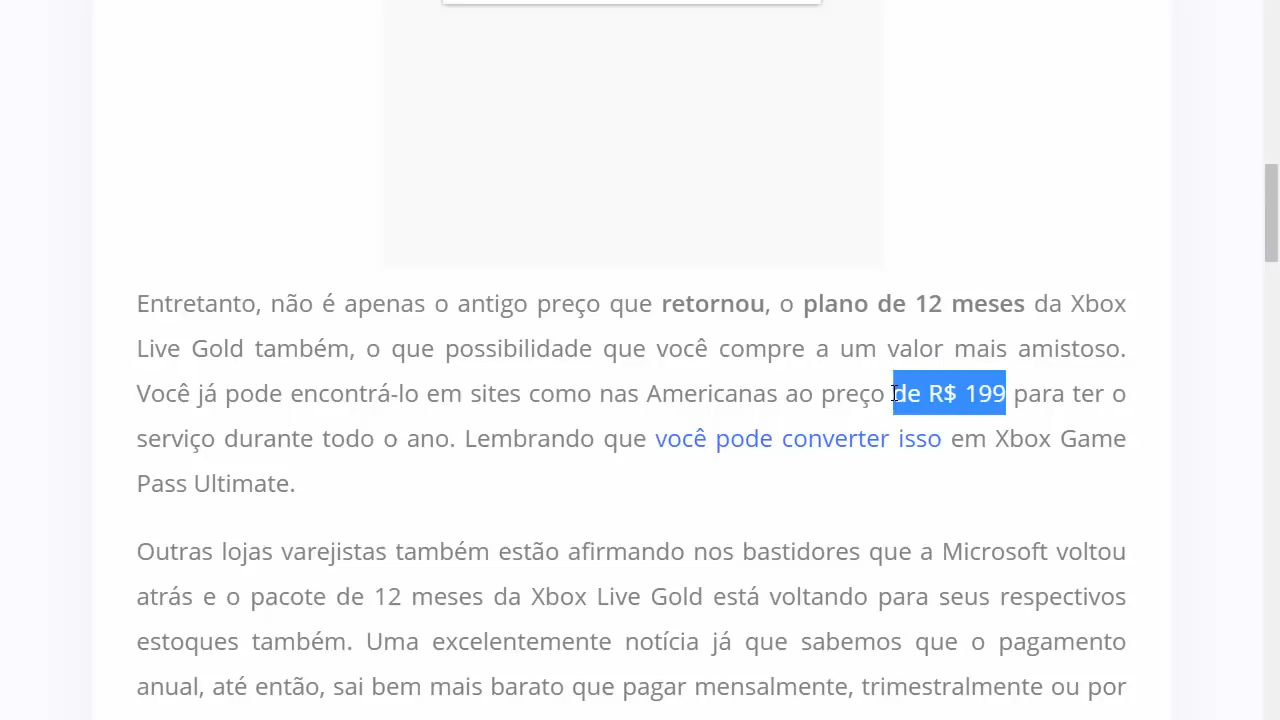 Entretanto, não é apenas o antigo preço que retornou, o plano de 12 meses da Xbox
Live Gold também, o que possibilidade que você compre a um valor mais amistoso.
Você já pode encontrá-lo em sites como nas Americanas ao preço de R$ 199 para ter o
serviço durante todo o ano. Lembrando que você pode converter isso em Xbox Game
Pass Ultimate.
Outras lojas varejistas também estão afirmando nos bastidores que a Microsoft voltou
atrás e o pacote de 12 meses da Xbox Live Gold está voltando para seus respectivos
estoques também. Uma excelentemente notícia já que sabemos que o pagamento
anual, até então, sai bem mais barato que pagar mensalmente, trimestralmente ou por